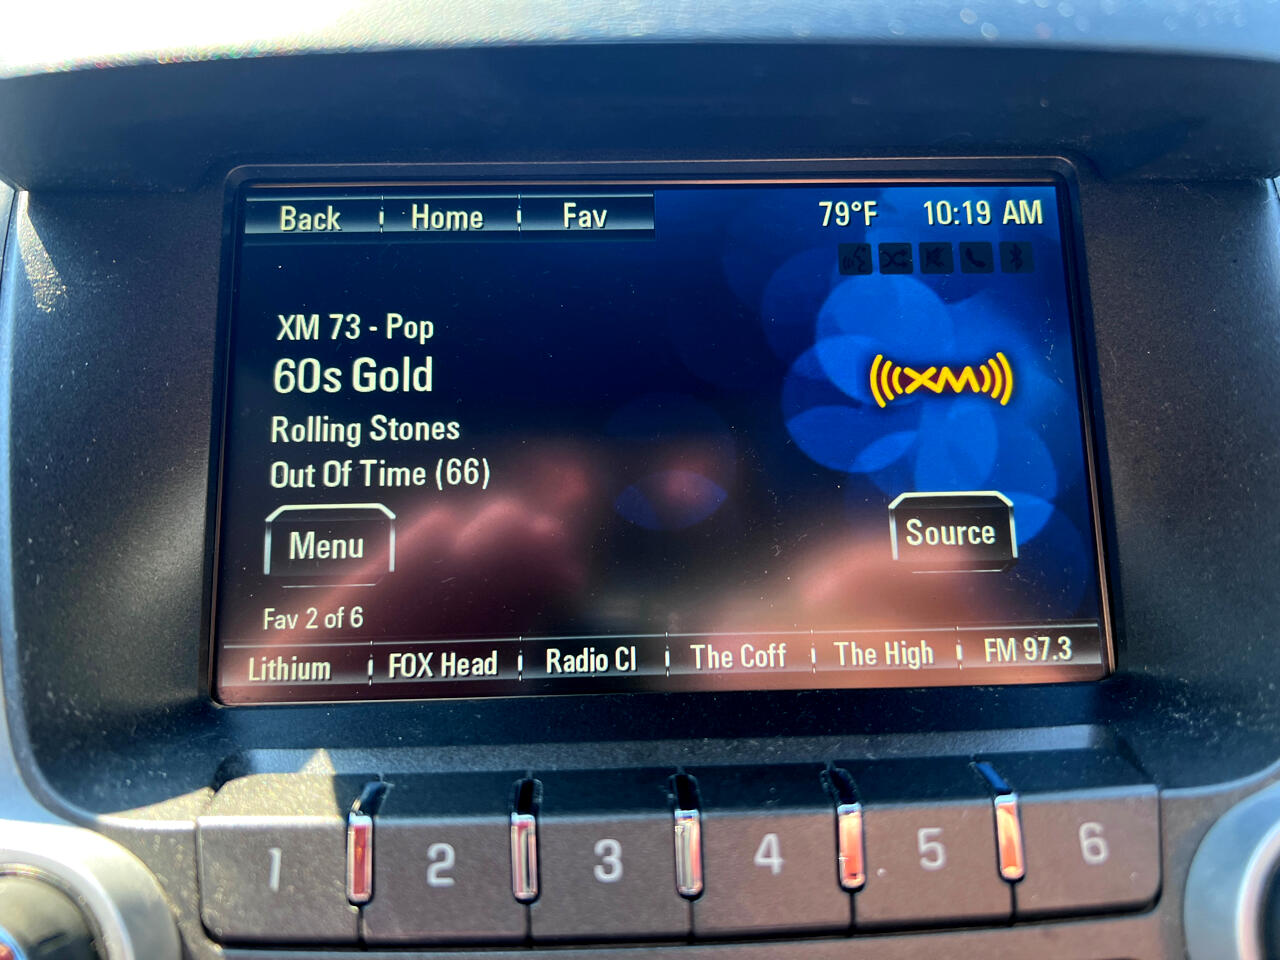 Back Home Fav 79°F 10:19 AM
XM 73 - Pop
60s Gold
XM
Rolling Stones
Out Of Time (66)
Menu Source
Fav 2 of 6
Lithium FOX Head Radio Cl The Coff The High FM 97.3
1 2 3 4 5 6